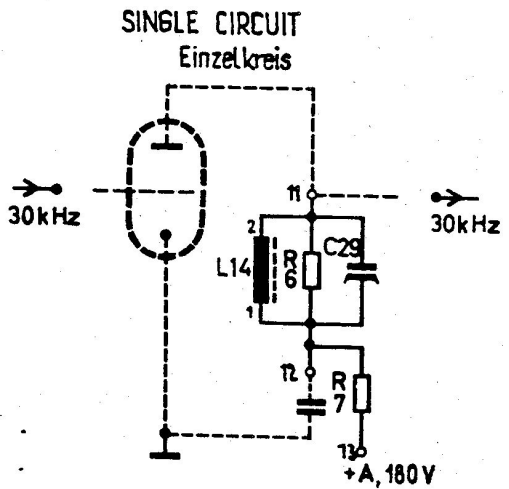 SINGLE CIRCUIT
Einzelkreis
11
30kHz
30kHz
2
L14
R
6
C29
1
12
R
7
13
+A, 180V